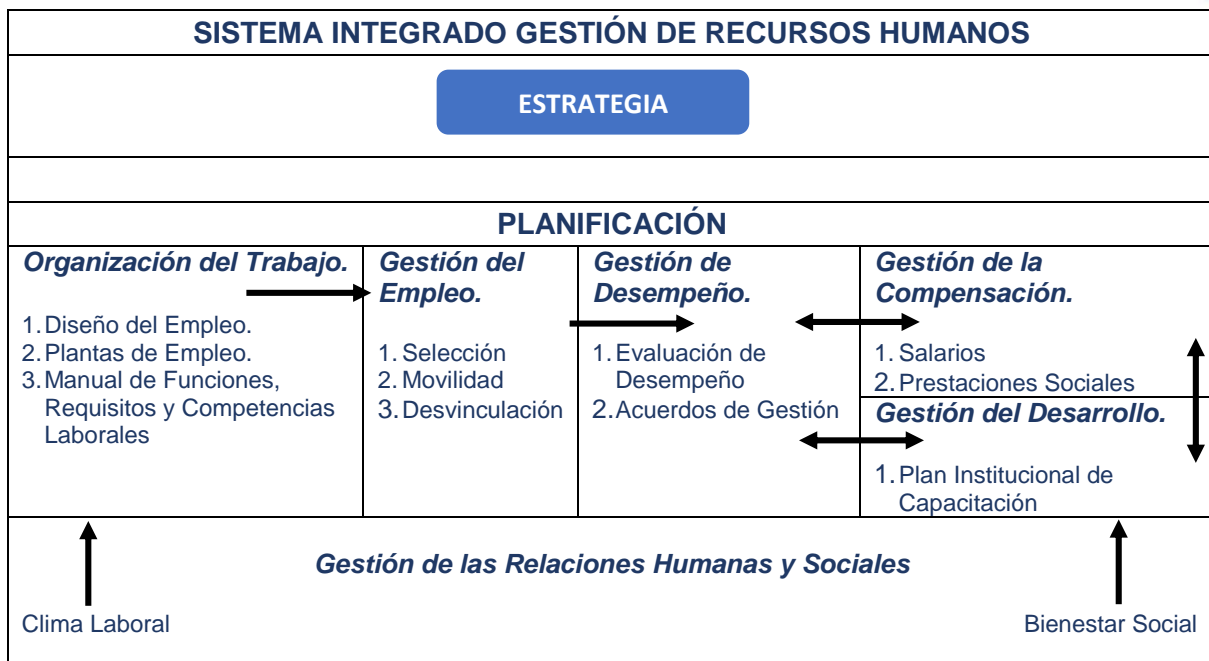 SISTEMA INTEGRADO GESTIÓN DE RECURSOS HUMANOS
ESTRATEGIA
PLANIFICACIÓN
Organización del Trabajo.
1. Diseño del Empleo.
2. Plantas de Empleo.
3. Manual de Funciones,
Requisitos y Competencias
Laborales
Gestión del
Empleo.
1. Selección
2. Movilidad
3. Desvinculación
Gestión de
Desempeño.
1. Evaluación de
Desempeño
2. Acuerdos de Gestión
Gestión de la
Compensación.
1. Salarios
2. Prestaciones Sociales
Gestión del Desarrollo.
1. Plan Institucional de
Capacitación
Gestión de las Relaciones Humanas y Sociales
Clima Laboral
Bienestar Social